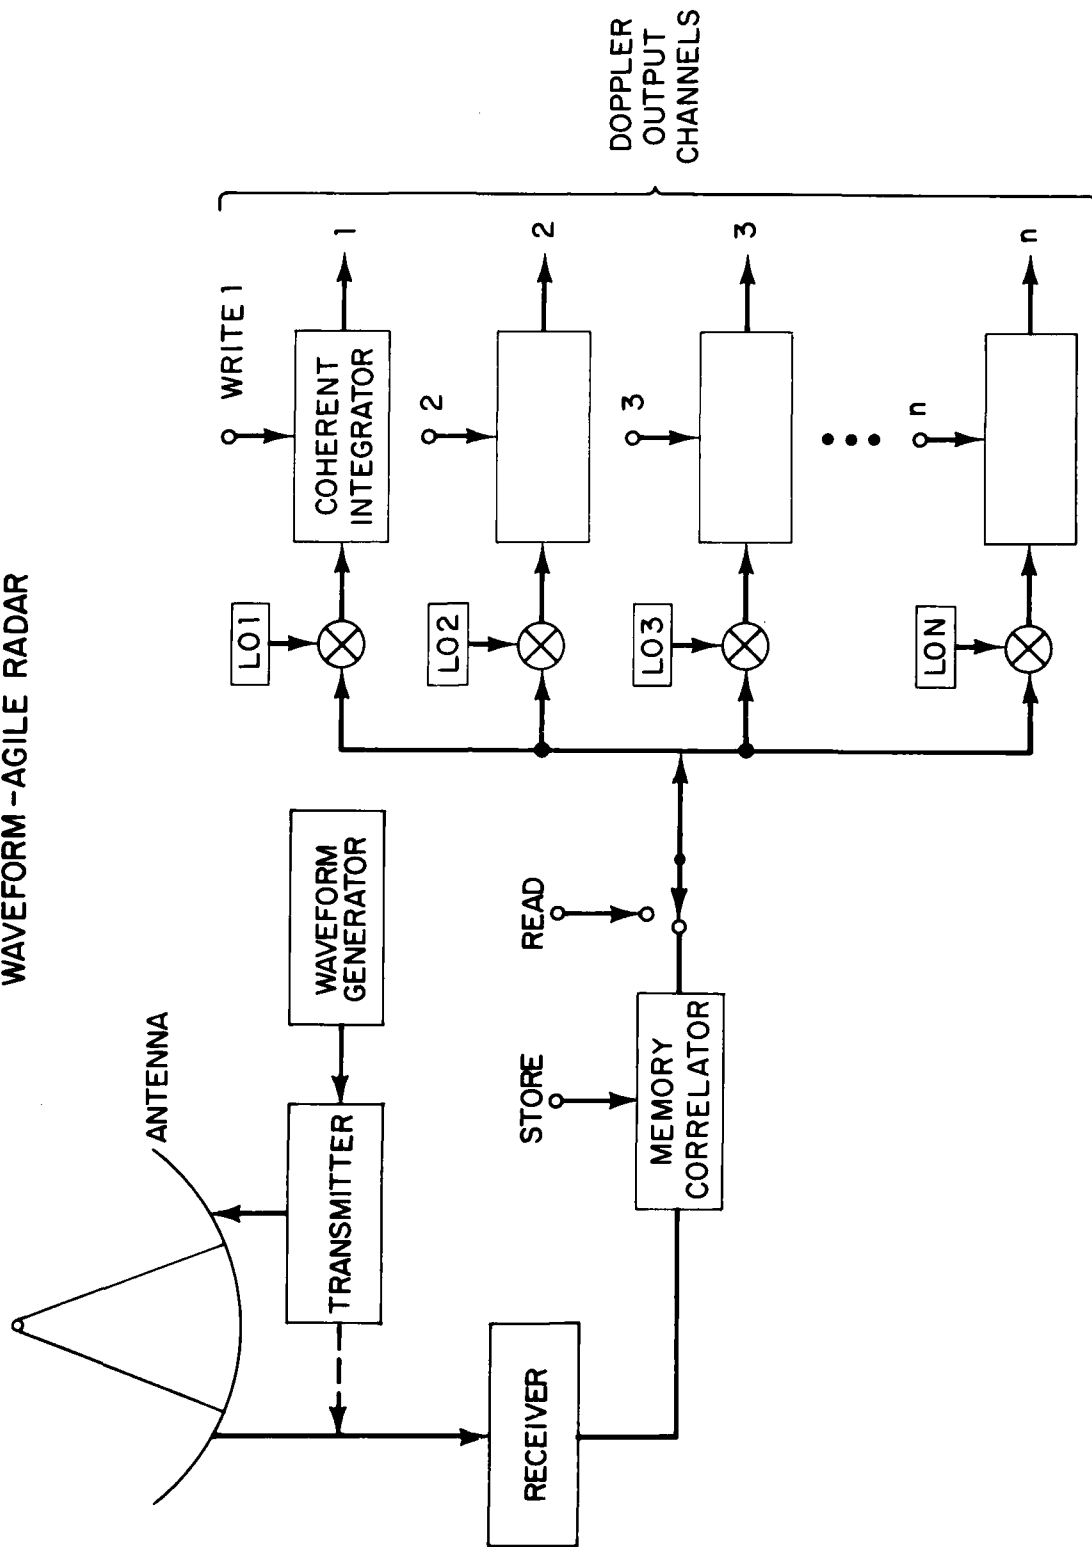 WAVEFORM-AGILE RADAR
ANTENNA
TRANSMITTER
WAVEFORM
GENERATOR
RECEIVER
STORE
READ
MEMORY
CORRELATOR
LO1
LO2
LO3
LON
WRITE 1
COHERENT
INTEGRATOR
2
3
n
1
2
3
n
DOPPLER
OUTPUT
CHANNELS